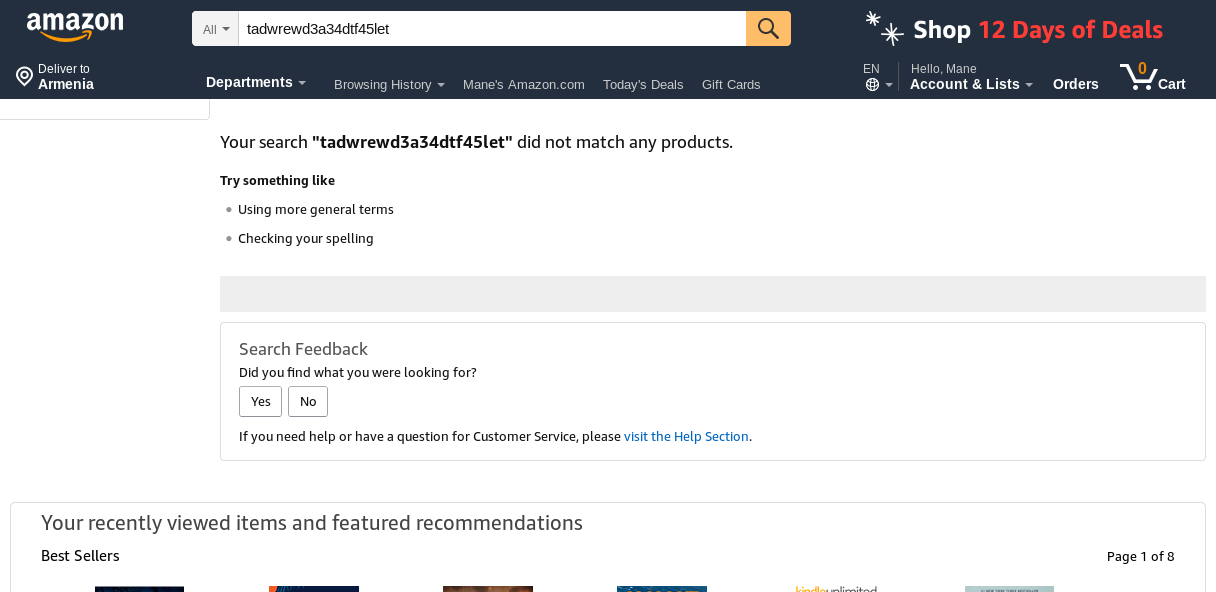 amazon
All
tadwrewd3a34dtf45let
Shop 12 Days of Deals
Deliver to
Armenia
Departments
Browsing History
Mane's Amazon.com
Today's Deals
Gift Cards
EN
Hello, Mane
Account & Lists
Orders
0
Cart
Your search "tadwrewd3a34dtf45let" did not match any products.
Try something like
Using more general terms
Checking your spelling
Search Feedback
Did you find what you were looking for?
Yes
No
If you need help or have a question for Customer Service, please visit the Help Section.
Your recently viewed items and featured recommendations
Best Sellers
Page 1 of 8
kindleunlimited